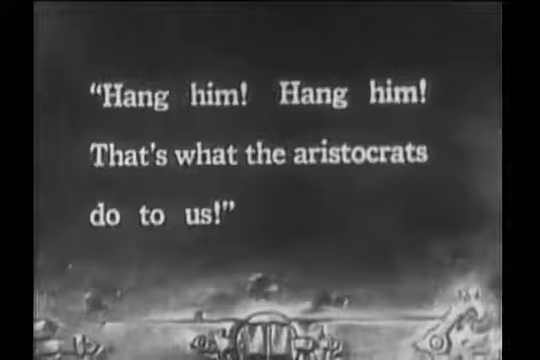 “Hang him! Hang him!
That's what the aristocrats
do to us!”